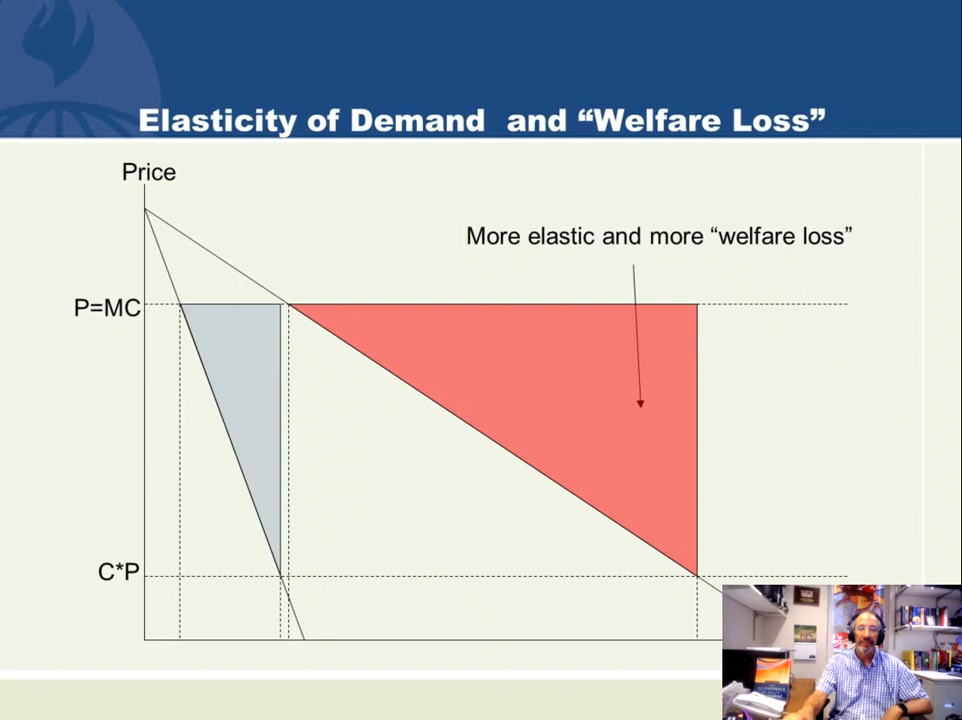 Elasticity of Demand and “Welfare Loss”
Price
More elastic and more “welfare loss”
P=MC
C*P